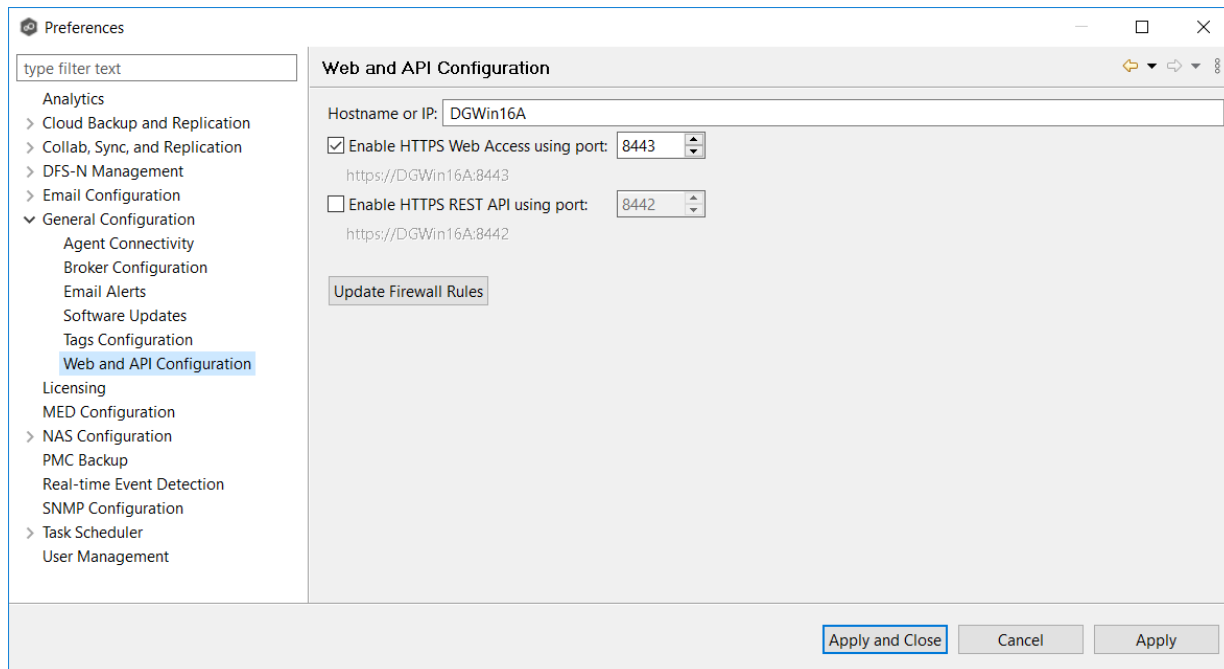 Preferences
type filter text
Analytics
Cloud Backup and Replication
Collab, Sync, and Replication
DFS-N Management
Email Configuration
General Configuration
Agent Connectivity
Broker Configuration
Email Alerts
Software Updates
Tags Configuration
Web and API Configuration
Licensing
MED Configuration
NAS Configuration
PMC Backup
Real-time Event Detection
SNMP Configuration
Task Scheduler
User Management
Web and API Configuration
Hostname or IP: DGWin16A
Enable HTTPS Web Access using port: 8443
https://DGWin16A:8443
Enable HTTPS REST API using port: 8442
https://DGWin16A:8442
Update Firewall Rules
Apply and Close Cancel Apply